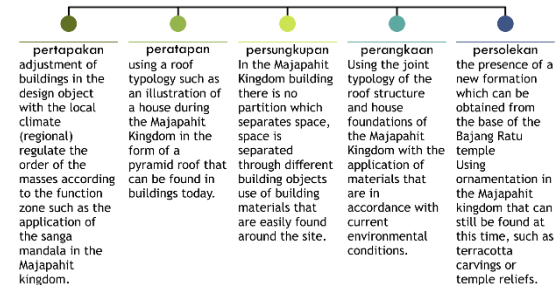 pertapakan
adjustment of
buildings in the
design object
with the local
climate
(regional)
regulate the
order of the
masses according
to the function
zone such as the
application of
the sanga
mandala in the
Majapahit
kingdom.
peratapan
using a roof
typology such as
an illustration of
a house during
the Majapahit
Kingdom in the
form of a
pyramid roof that
can be found in
buildings today.
persungkupan
In the Majapahit
Kingdom building
there is no
partition which
separates space,
space is
separated
through different
building objects
use of building
materials that
are easily found
around the site.
perangkaan
Using the joint
typology of the
roof structure
and house
foundations of
the Majapahit
Kingdom with the
application of
materials that
are in
accordance with
current
environmental
conditions.
persolekan
the presence of a
new formation
which can be
obtained from
the base of the
Bajang Ratu
temple
Using
ornamentation in
the Majapahit
kingdom that can
still be found at
this time, such as
terracotta
carvings or
temple reliefs.